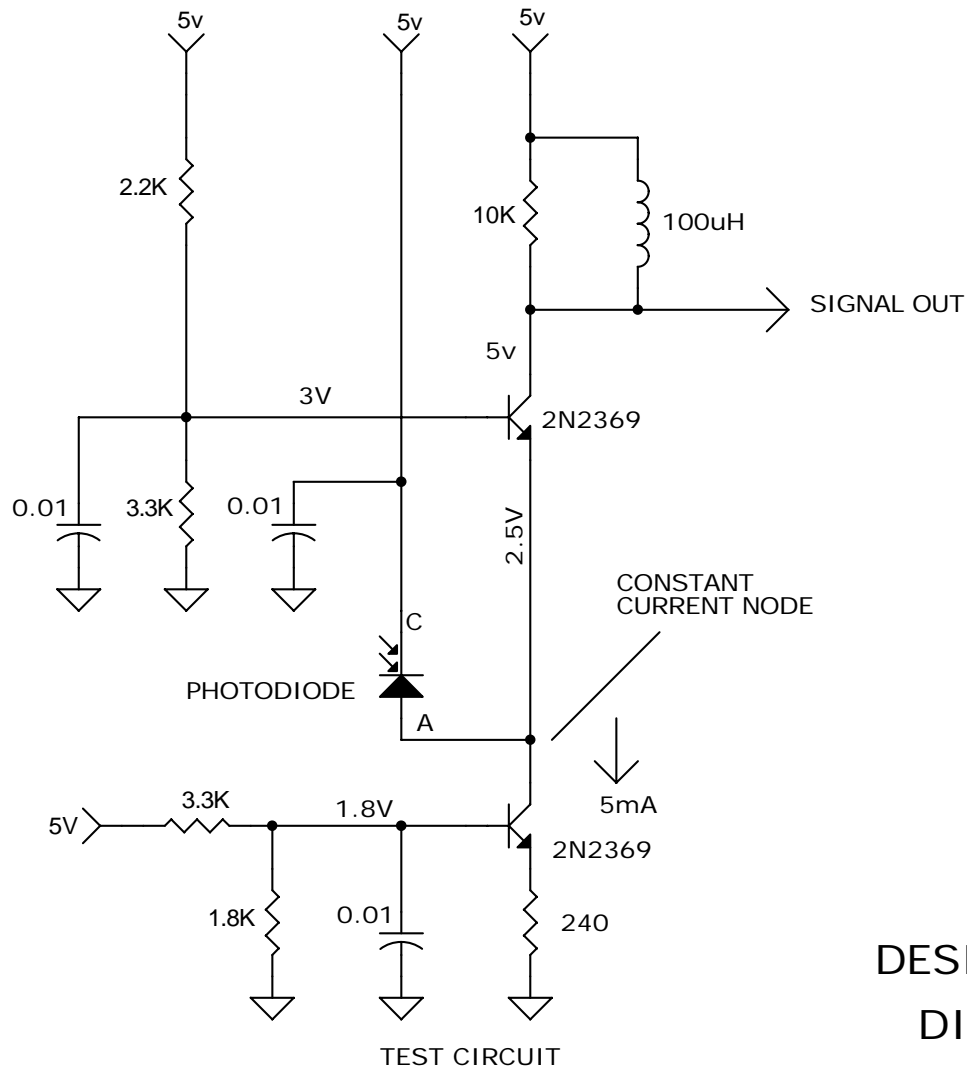 5v
5v
5v
2.2K
10K
100uH
SIGNAL OUT
5v
3V
2N2369
0.01
3.3K
0.01
2.5V
CONSTANT
CURRENT NODE
C
PHOTODIODE
A
5mA
5V
3.3K
1.8V
2N2369
1.8K
0.01
240
TEST CIRCUIT
DI